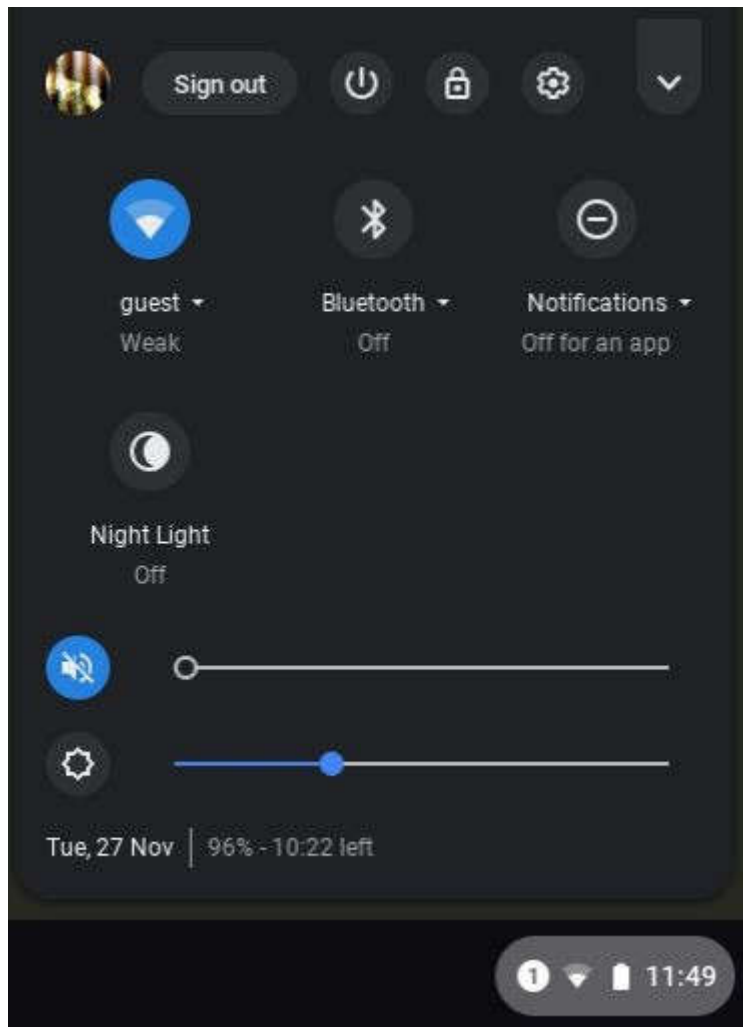 Sign out
guest Bluetooth Notifications
Weak Off Off for an app
Night Light
Off
Tue, 27 Nov 96% - 10:22 left
1 11:49